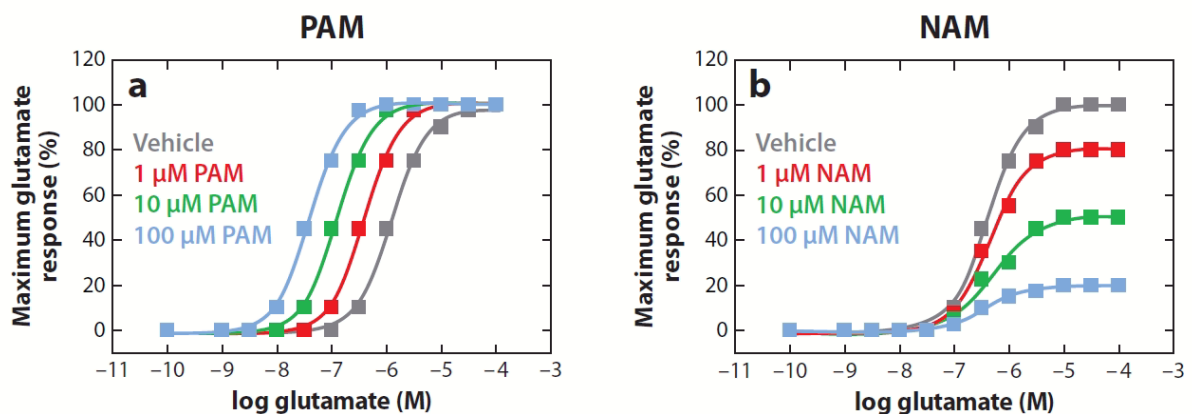 PAM
a
120
100
80
60
40
20
0
Maximum glutamate
response (%)
Vehicle
1 µM PAM
10 µM PAM
100 µM PAM
−11 −10 −9 −8 −7 −6 −5 −4 −3
log glutamate (M)
NAM
b
120
100
80
60
40
20
0
Maximum glutamate
response (%)
Vehicle
1 µM NAM
10 µM NAM
100 µM NAM
−11 −10 −9 −8 −7 −6 −5 −4 −3
log glutamate (M)